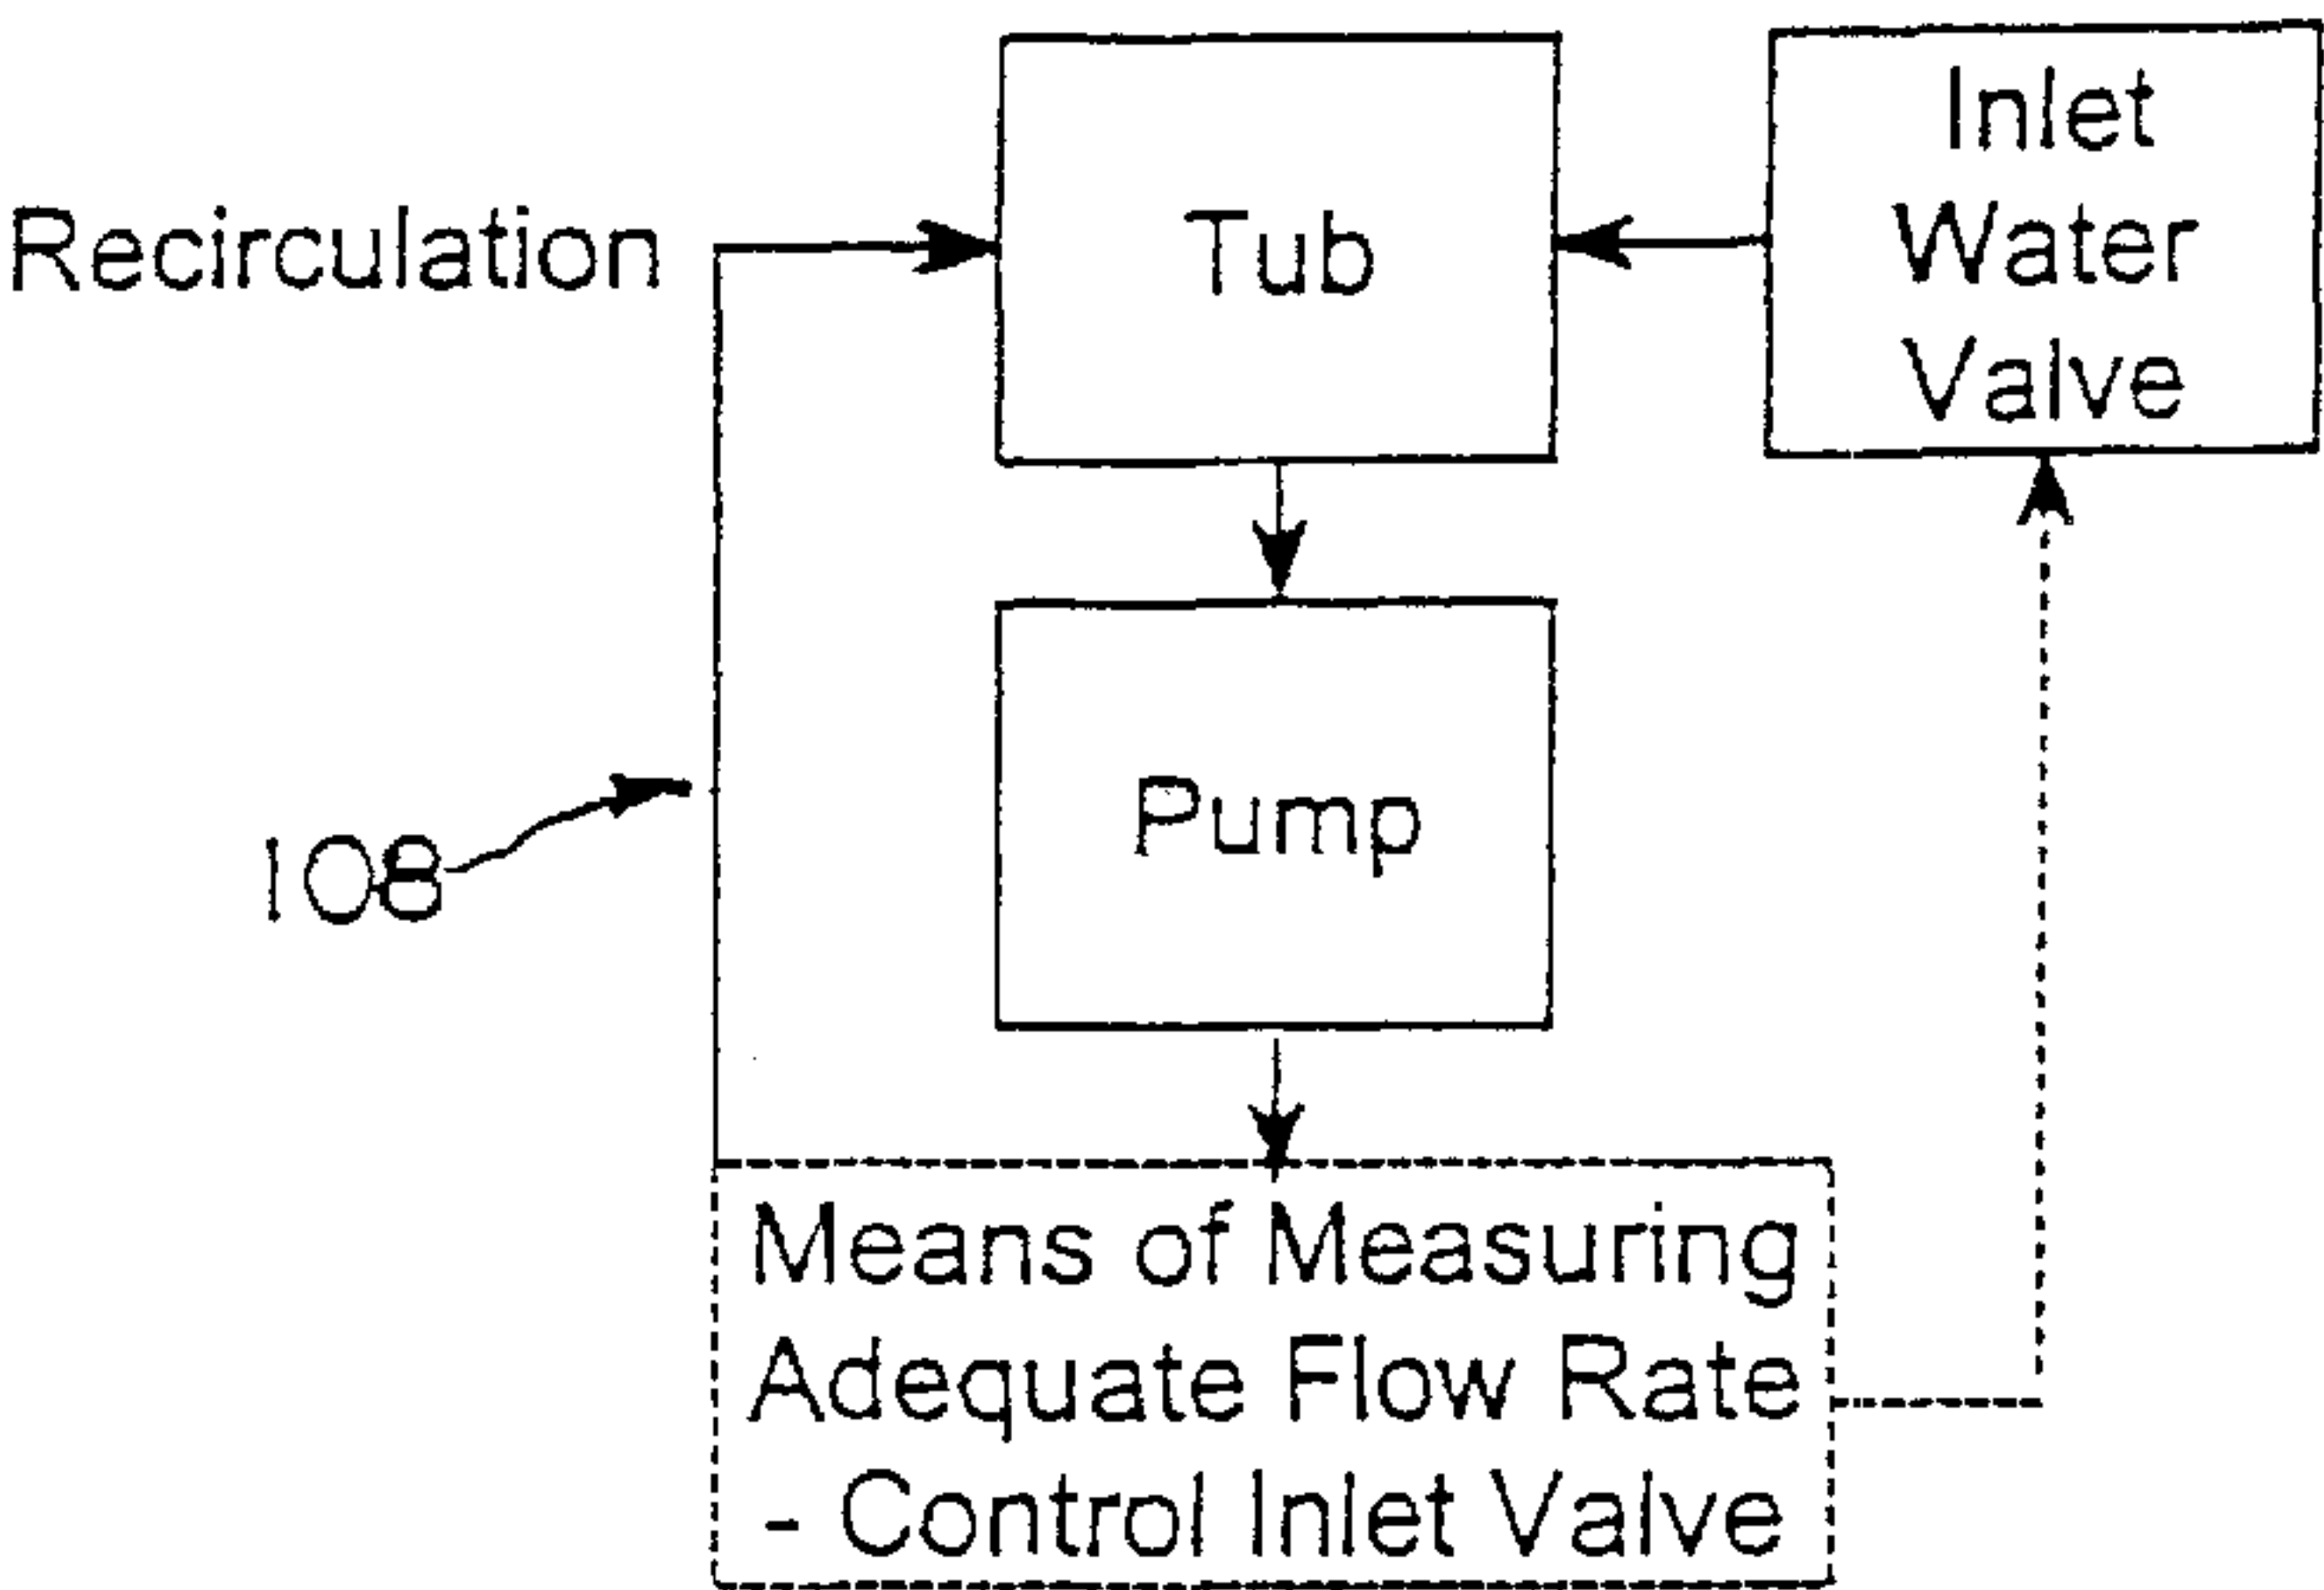 Inlet
Water
Valve
Tub
Recirculation
Pump
108
Means of Measuring
Adequate Flow Rate
- Control Inlet Valve